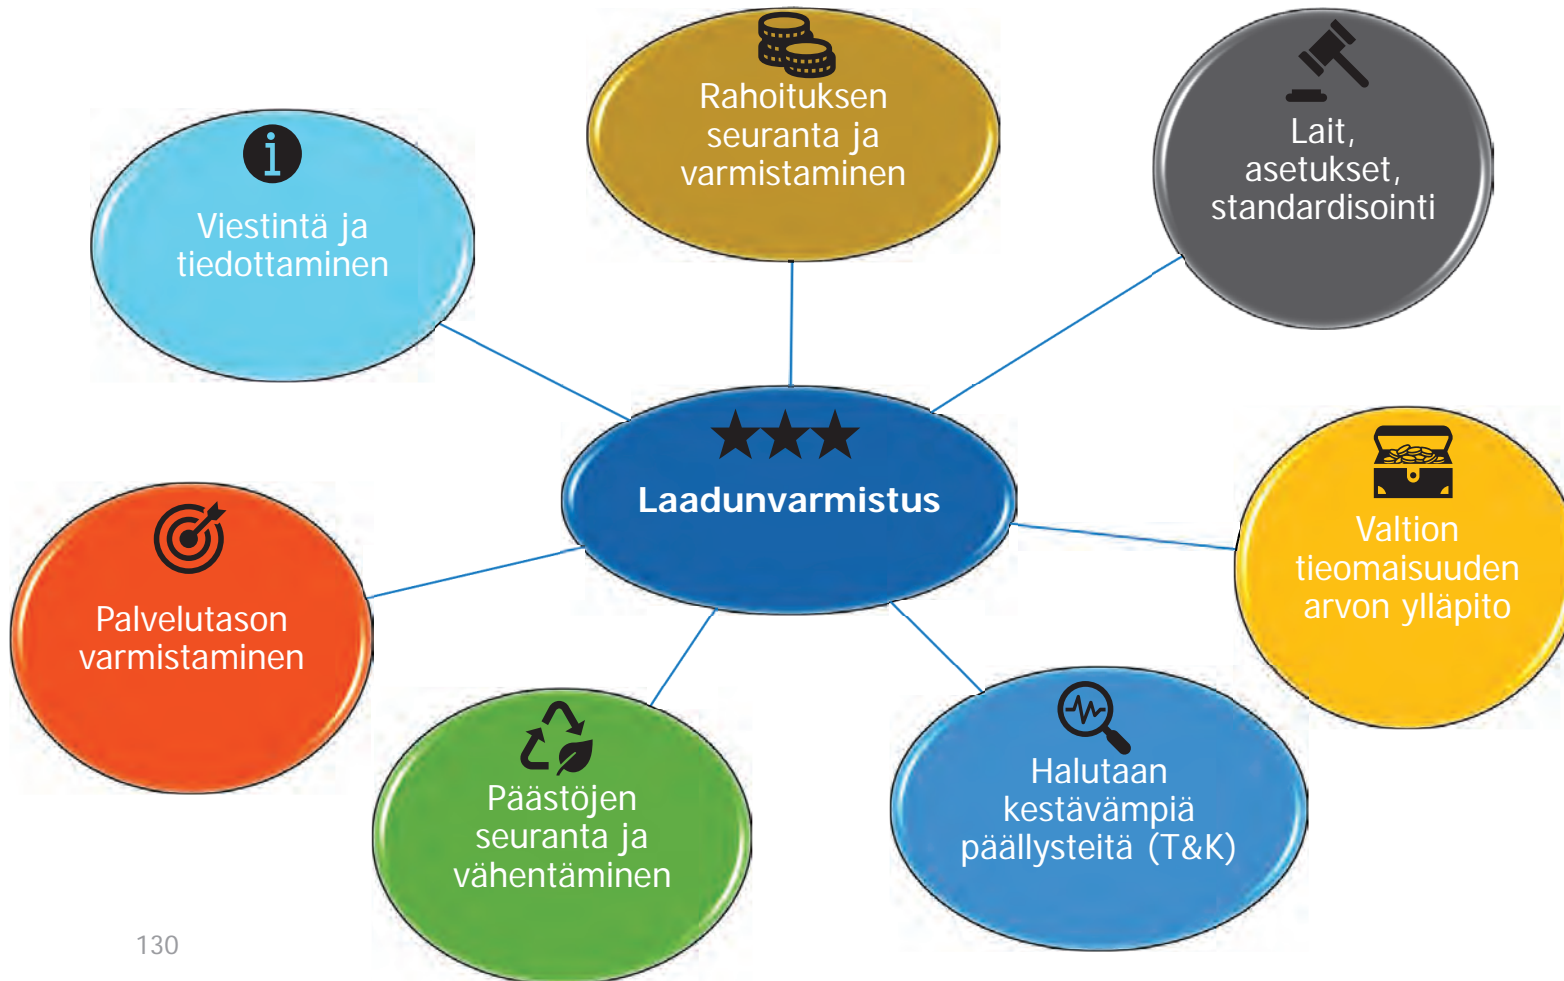 Rahoituksen
seuranta ja
varmistaminen
Lait,
asetukset,
standardisointi
Viestintä ja
tiedottaminen
Laadunvarmistus
Valtion
tieomaisuuden
arvon ylläpito
Palvelutason
varmistaminen
Päästöjen
seuranta ja
vähentäminen
Halutaan
kestävämpiä
päällysteitä (T&K)
130